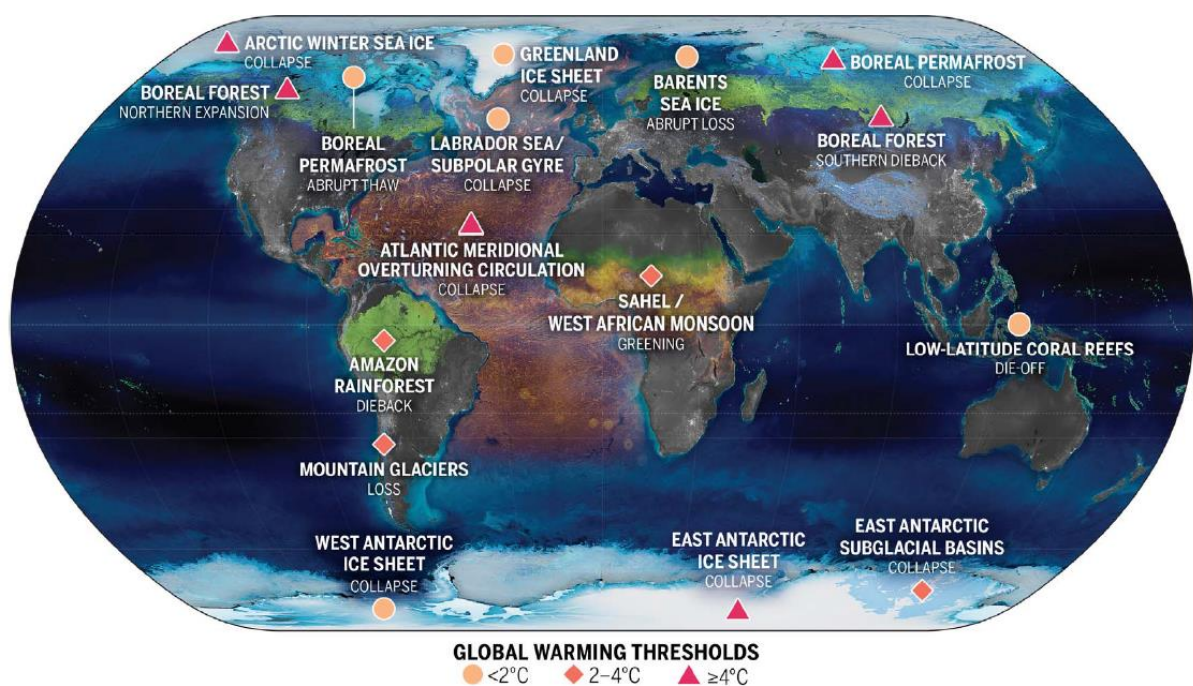 ARCTIC WINTER SEA ICE
COLLAPSE
GREENLAND
ICE SHEET
COLLAPSE
BARENTS
SEA ICE
ABRUPT LOSS
BOREAL PERMAFROST
COLLAPSE
BOREAL FOREST
NORTHERN EXPANSION
BOREAL
PERMAFROST
ABRUPT THAW
LABRADOR SEA/
SUBPOLAR GYRE
COLLAPSE
BOREAL FOREST
SOUTHERN DIEBACK
ATLANTIC MERIDIONAL
OVERTURNING CIRCULATION
COLLAPSE
SAHEL /
WEST AFRICAN MONSOON
GREENING
LOW-LATITUDE CORAL REEFS
DIE-OFF
AMAZON
RAINFOREST
DIEBACK
MOUNTAIN GLACIERS
LOSS
WEST ANTARCTIC
ICE SHEET
COLLAPSE
EAST ANTARCTIC
ICE SHEET
COLLAPSE
EAST ANTARCTIC
SUBGLACIAL BASINS
COLLAPSE
GLOBAL WARMING THRESHOLDS
<2°C 2–4°C ≥4°C